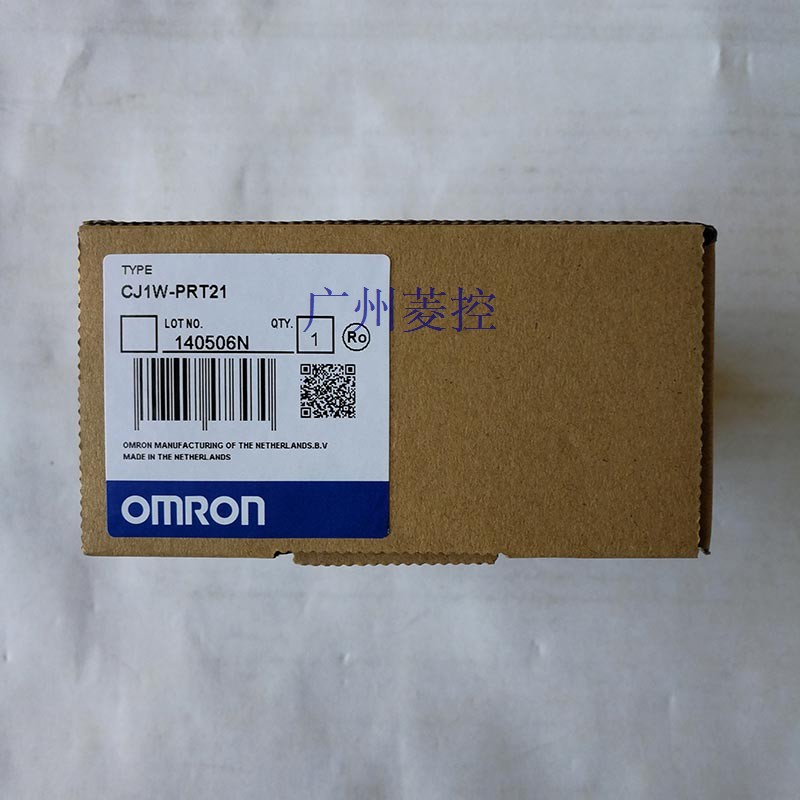 TYPE
CJ1W-PRT21
LOT NO. 140506N QTY. 1 Ro
OMRON MANUFACTURING OF THE NETHERLANDS.B.V
MADE IN THE NETHERLANDS
OMRON
广州菱控